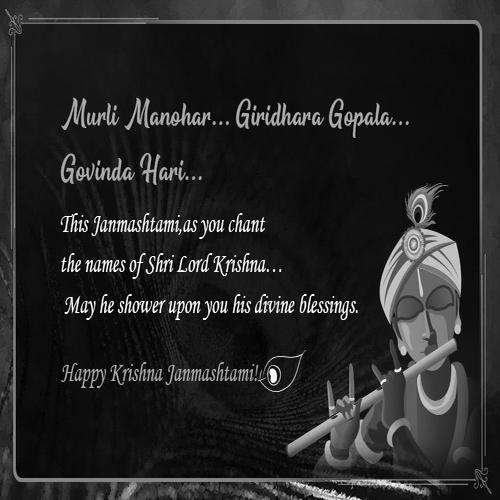 Murli Manohar... Giridhara Gopala...
Govinda Hari...
This Janmashtami,as you chant
the names of Shri Lord Krishna...
May he shower upon you his divine blessings.
Happy Krishna Janmashtami!